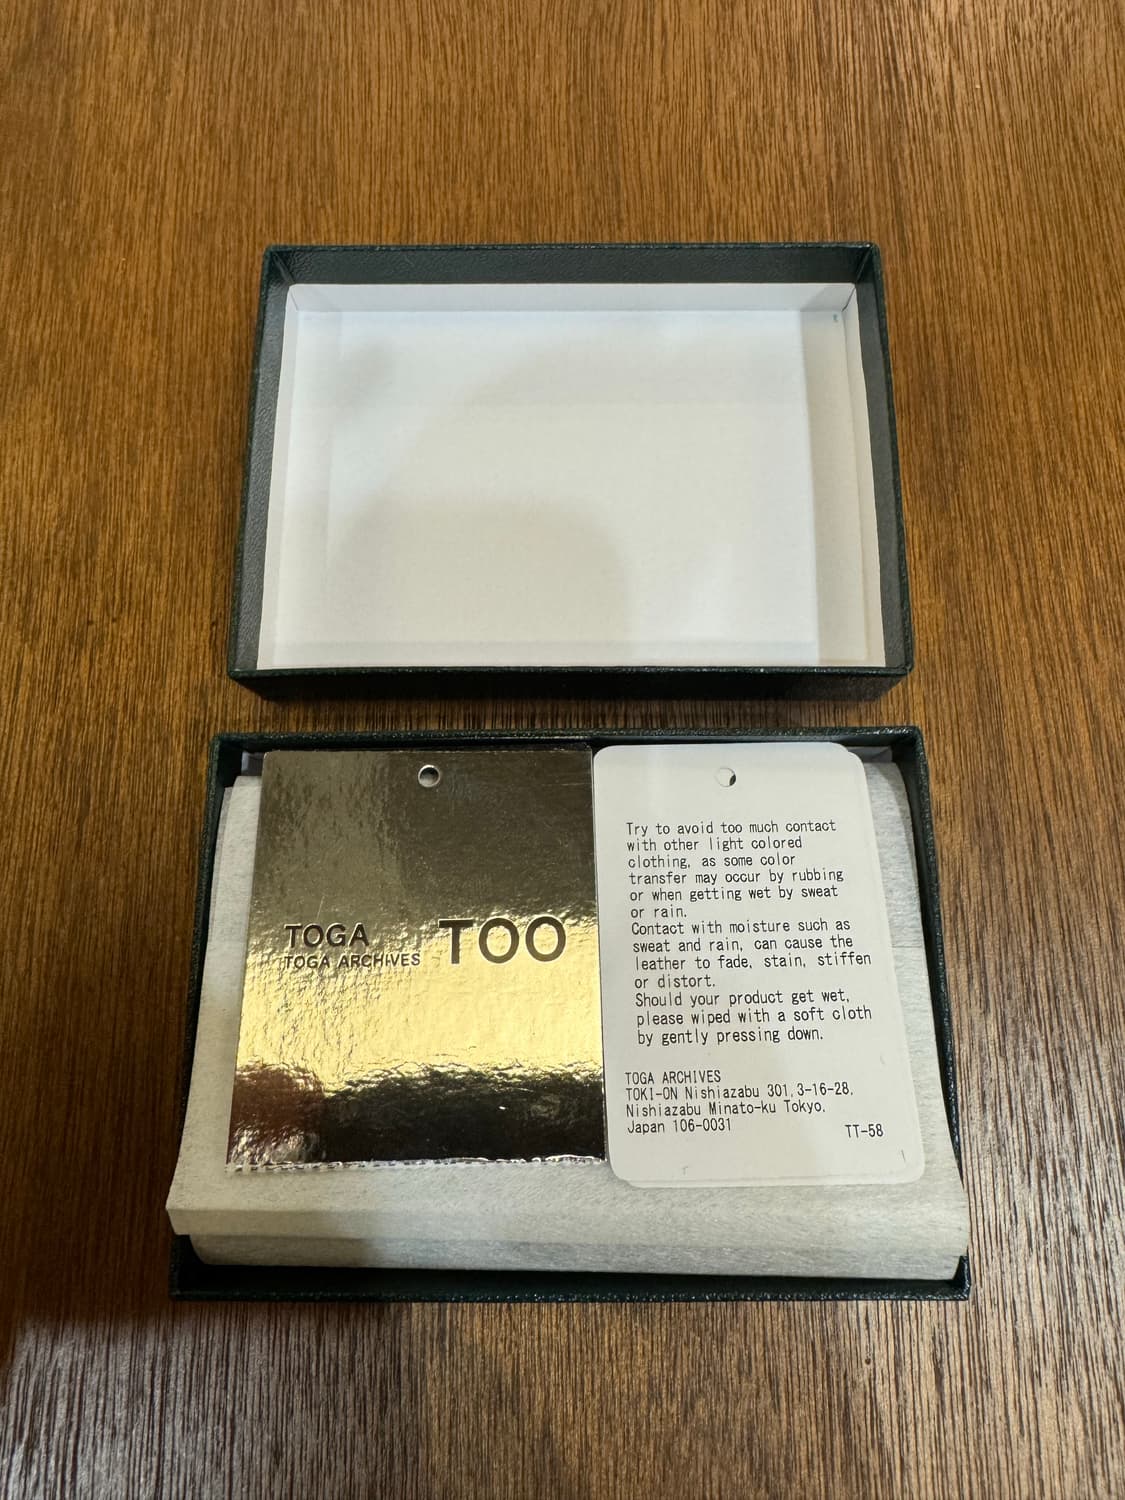 TOGA
TOGA ARCHIVES
TOO
Try to avoid too much contact
with other light colored
clothing, as some color
transfer may occur by rubbing
or when getting wet by sweat
or rain.
Contact with moisture such as
sweat and rain, can cause the
leather to fade, stain, stiffen
or distort.
Should your product get wet,
please wiped with a soft cloth
by gently pressing down.
TOGA ARCHIVES
TOKI-ON Nishiazabu 301,3-16-28,
Nishiazabu Minato-ku Tokyo,
Japan 106-0031
TT-58